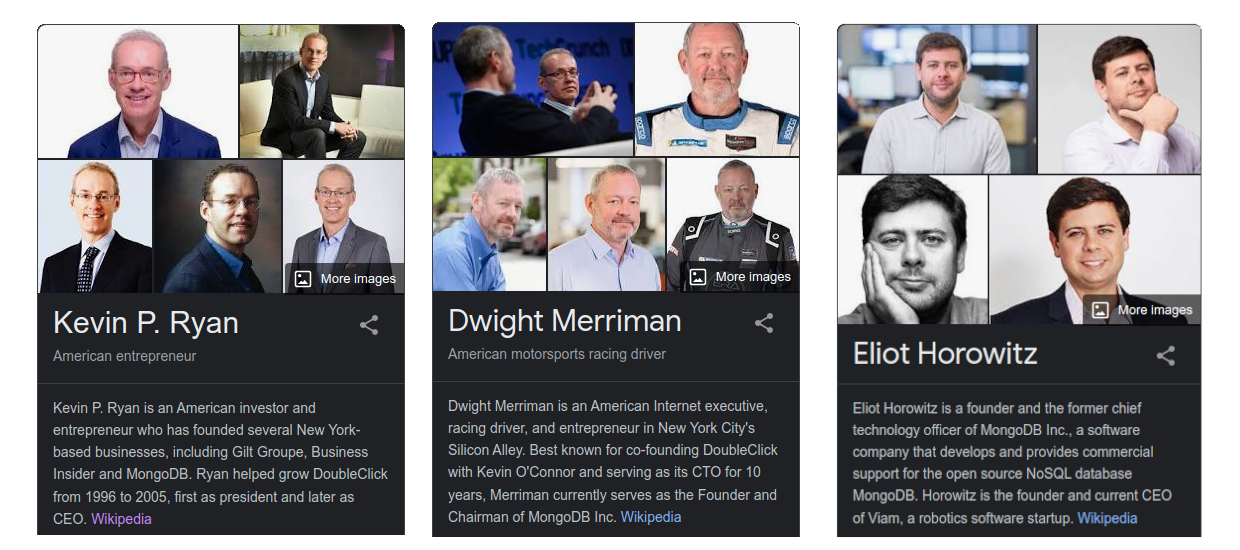 More images
Kevin P. Ryan
American entrepreneur
Kevin P. Ryan is an American investor and
entrepreneur who has founded several New York-
based businesses, including Gilt Groupe, Business
Insider and MongoDB. Ryan helped grow DoubleClick
from 1996 to 2005, first as president and later as
CEO. Wikipedia
TechCrunch
More images
Dwight Merriman
American motorsports racing driver
Dwight Merriman is an American Internet executive,
racing driver, and entrepreneur in New York City's
Silicon Alley. Best known for co-founding DoubleClick
with Kevin O'Connor and serving as its CTO for 10
years, Merriman currently serves as the Founder and
Chairman of MongoDB Inc. Wikipedia
More images
Eliot Horowitz
Eliot Horowitz is a founder and the former chief
technology officer of MongoDB Inc., a software
company that develops and provides commercial
support for the open source NoSQL database
MongoDB. Horowitz is the founder and current CEO
of Viam, a robotics software startup. Wikipedia